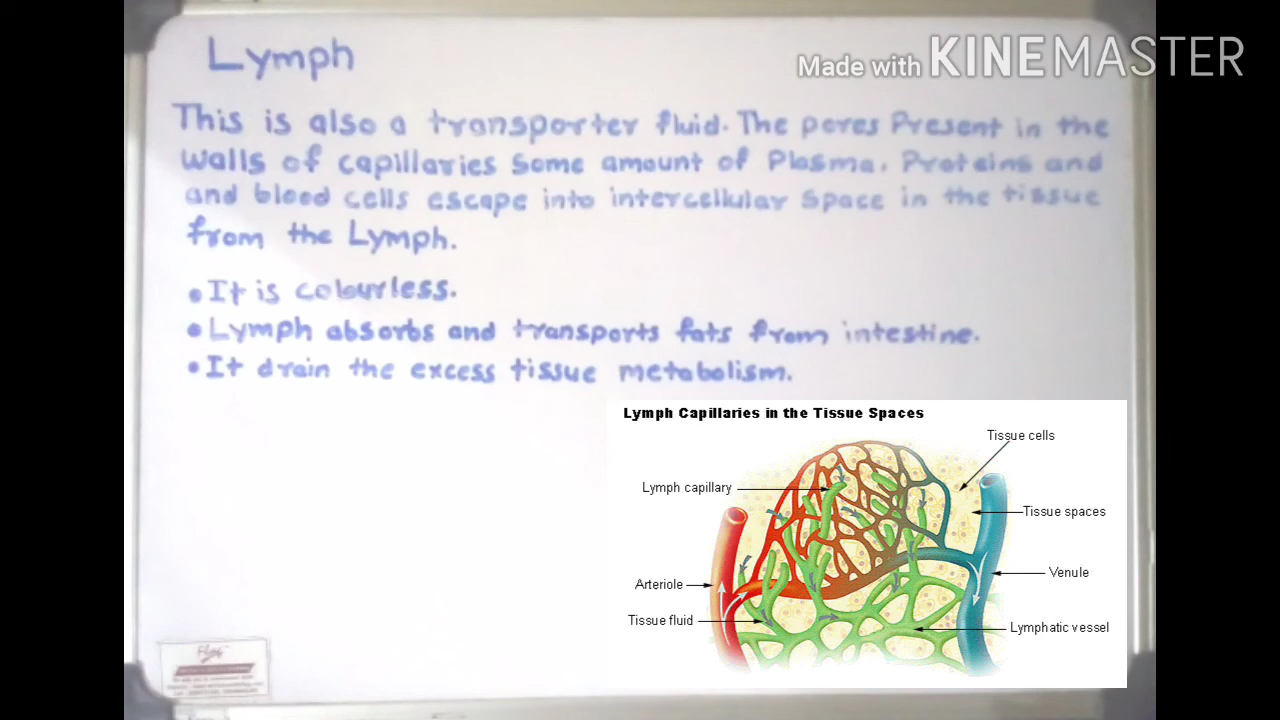 Lymph
Made with KINEMASTER
This is also a transporter fluid. The pores Present in the
walls of capillaries some amount of Plasma. Proteins and
and blood cells escape into intercellular space in the tissue
from the Lymph.
• It is colourless.
• Lymph absorbs and transports fats from intestine.
• It drain the excess tissue metabolism.
Lymph Capillaries in the Tissue Spaces
Tissue cells
Lymph capillary
Tissue spaces
Arteriole
Venule
Tissue fluid
Lymphatic vessel